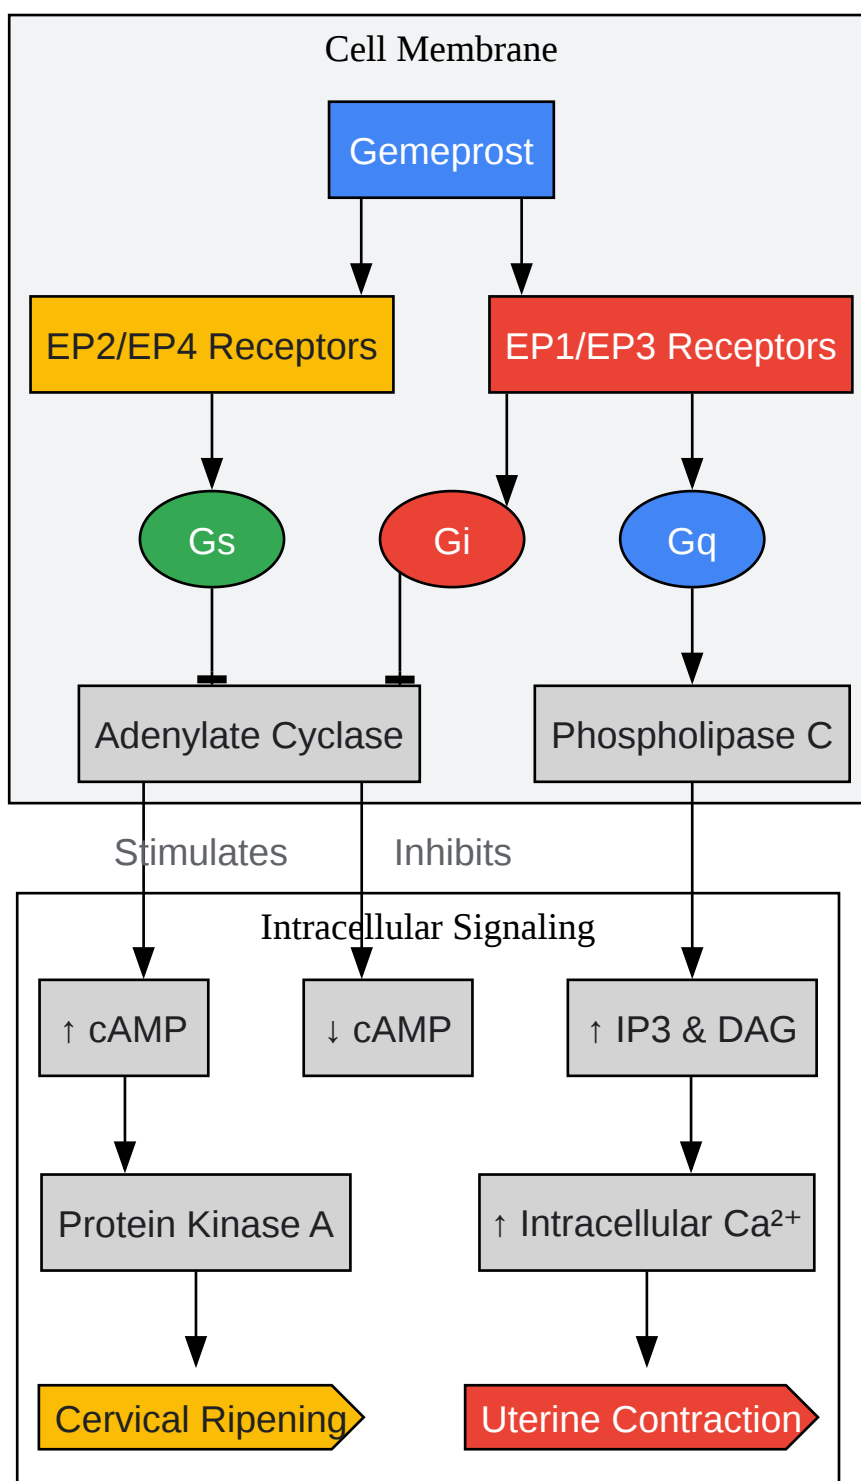 Cell Membrane
Gemeprost
EP2/EP4 Receptors
EP1/EP3 Receptors
Gs
Gi
Gq
Adenylate Cyclase
Phospholipase C
Stimulates
Inhibits
Intracellular Signaling
↑ cAMP
↓ cAMP
↑ IP3 & DAG
Protein Kinase A
↑ Intracellular Ca²⁺
Cervical Ripening
Uterine Contraction